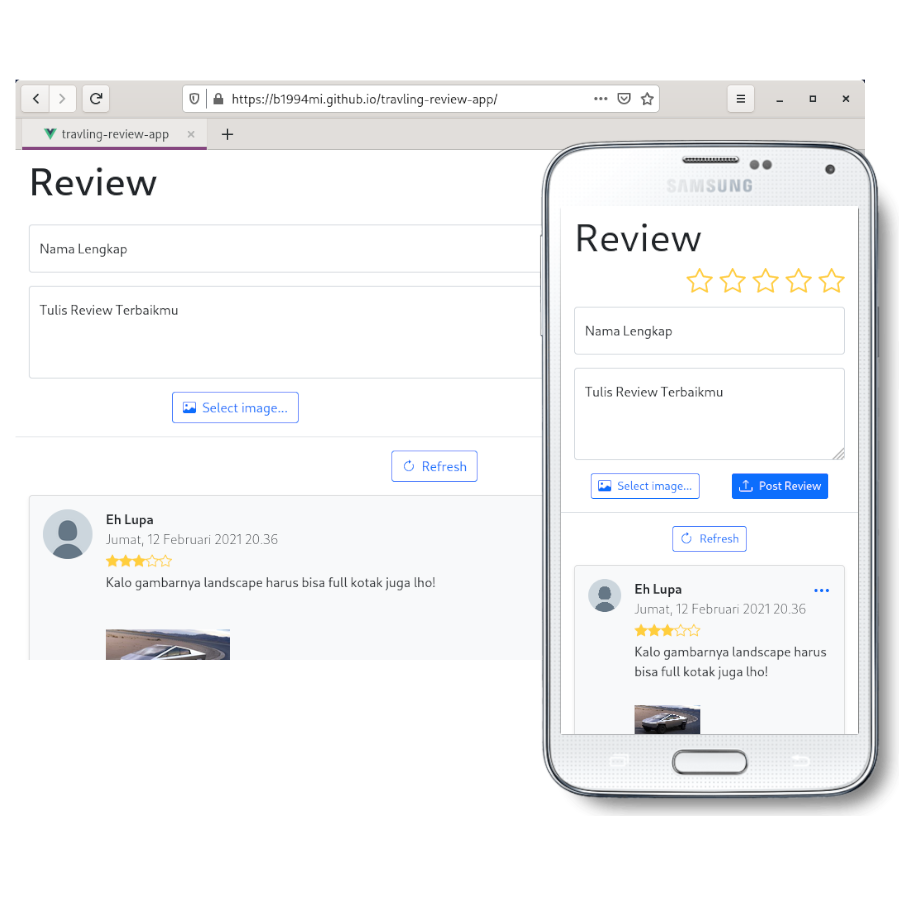 https://b1994mi.github.io/travling-review-app/
travling-review-app
Review
Nama Lengkap
Tulis Review Terbaikmu
Select image...
Refresh
Eh Lupa
Jumat, 12 Februari 2021 20.36
Kalo gambarnya landscape harus bisa full kotak juga lho!
SAMSUNG
Review
Nama Lengkap
Tulis Review Terbaikmu
Select image...
Post Review
Refresh
Eh Lupa
Jumat, 12 Februari 2021 20.36
Kalo gambarnya landscape harus
bisa full kotak juga lho!